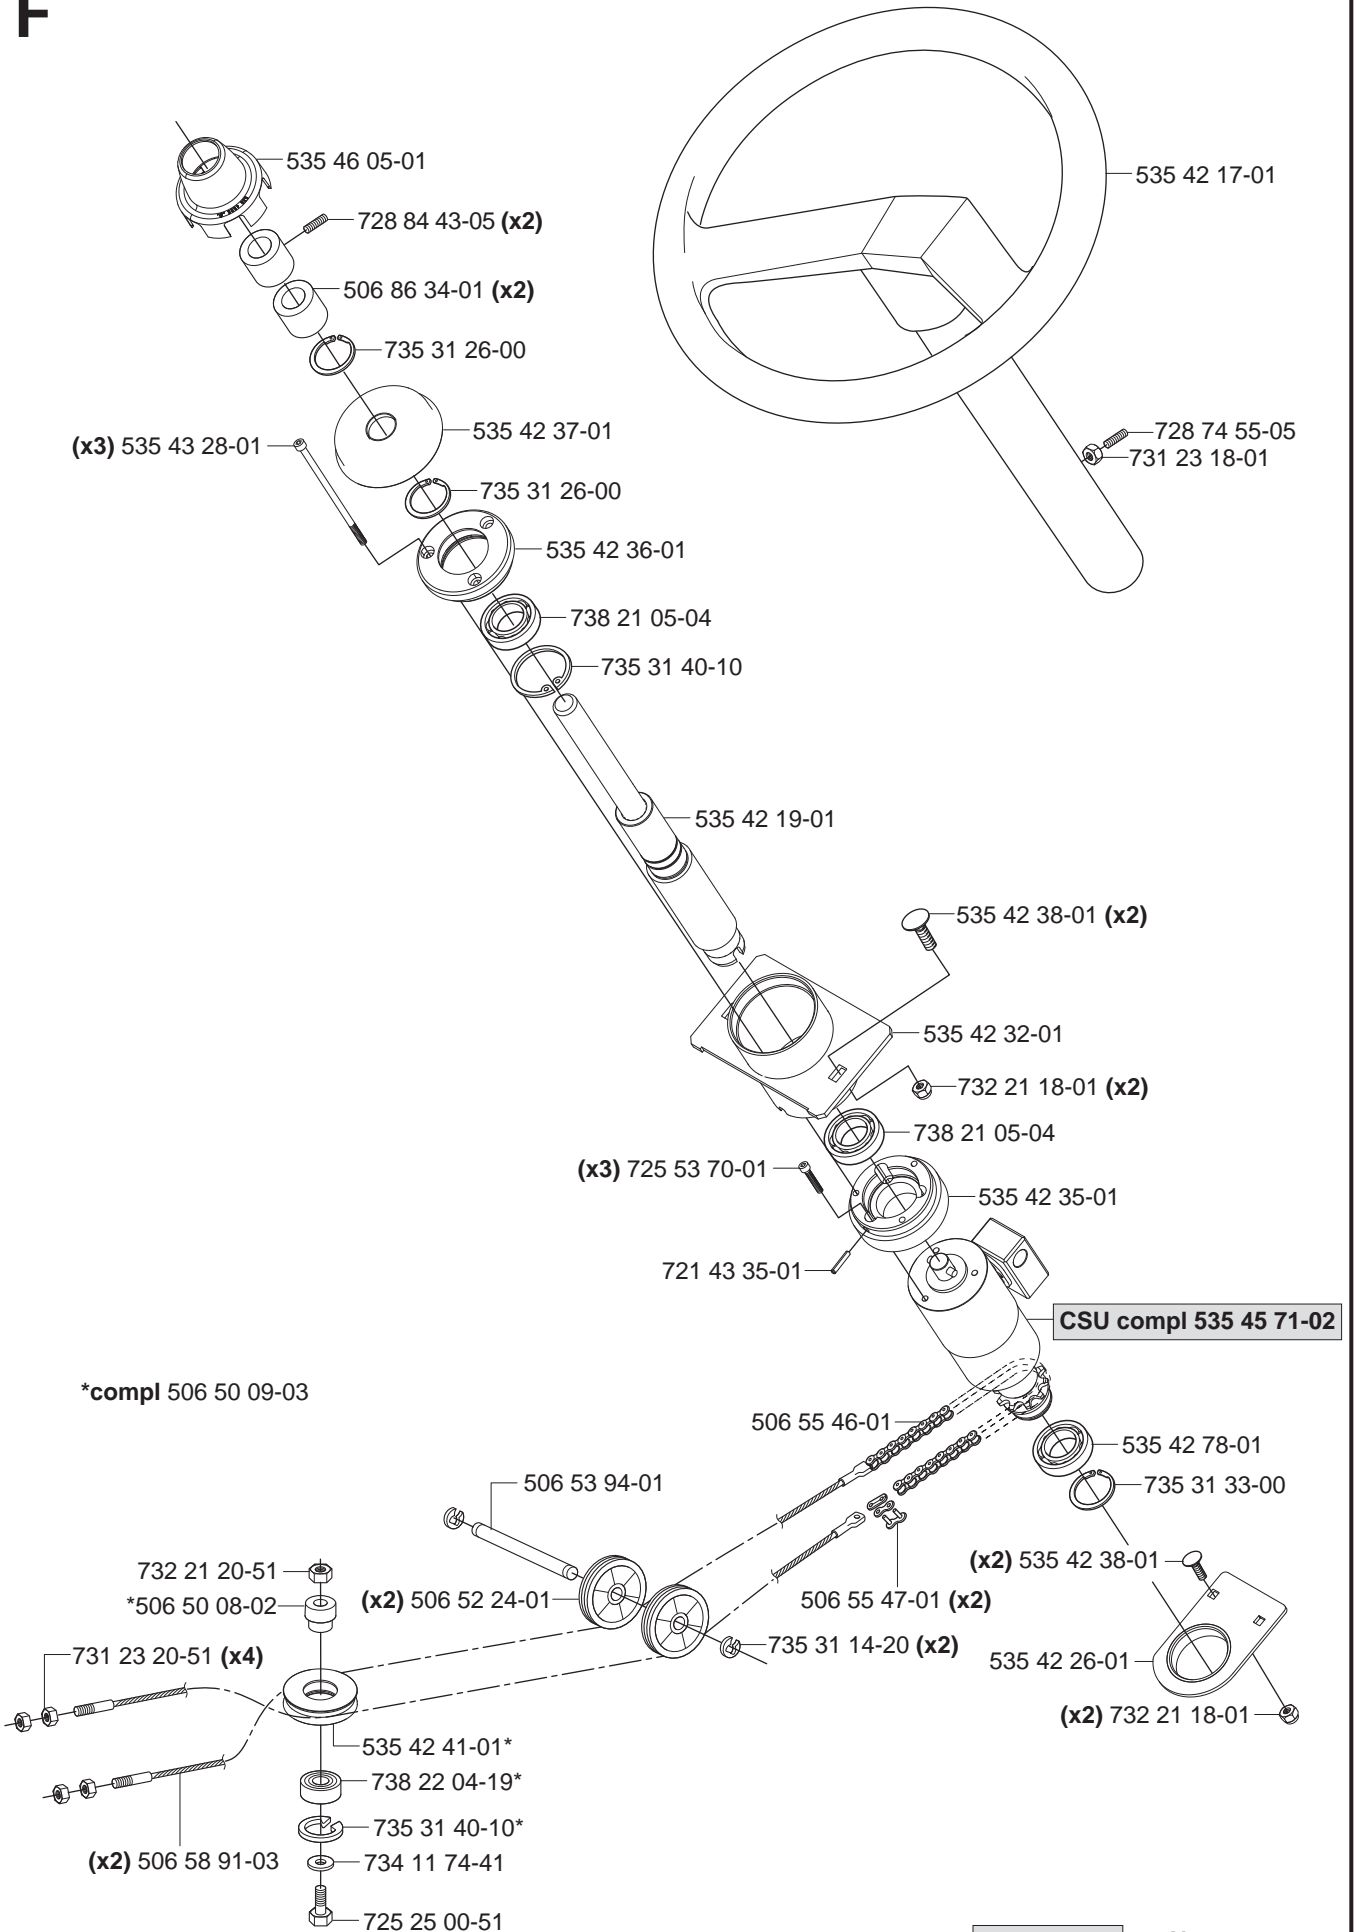 F
535 46 05-01
535 42 17-01
728 84 43-05 (x2)
506 86 34-01 (x2)
735 31 26-00
535 42 37-01
728 74 55-05
(x3) 535 43 28-01
731 23 18-01
735 31 26-00
535 42 36-01
738 21 05-04
735 31 40-10
535 42 19-01
535 42 38-01 (x2)
535 42 32-01
732 21 18-01 (x2)
738 21 05-04
(x3) 725 53 70-01
535 42 35-01
721 43 35-01
CSU compl 535 45 71-02
*compl 506 50 09-03
506 55 46-01
535 42 78-01
506 53 94-01
735 31 33-00
(x2) 535 42 38-01
732 21 20-51
*506 50 08-02
(x2) 506 52 24-01
506 55 47-01 (x2)
731 23 20-51 (x4)
735 31 14-20 (x2)
535 42 26-01
(x2) 732 21 18-01
535 42 41-01*
738 22 04-19*
735 31 40-10*
(x2) 506 58 91-03
734 11 74-41
725 25 00-51